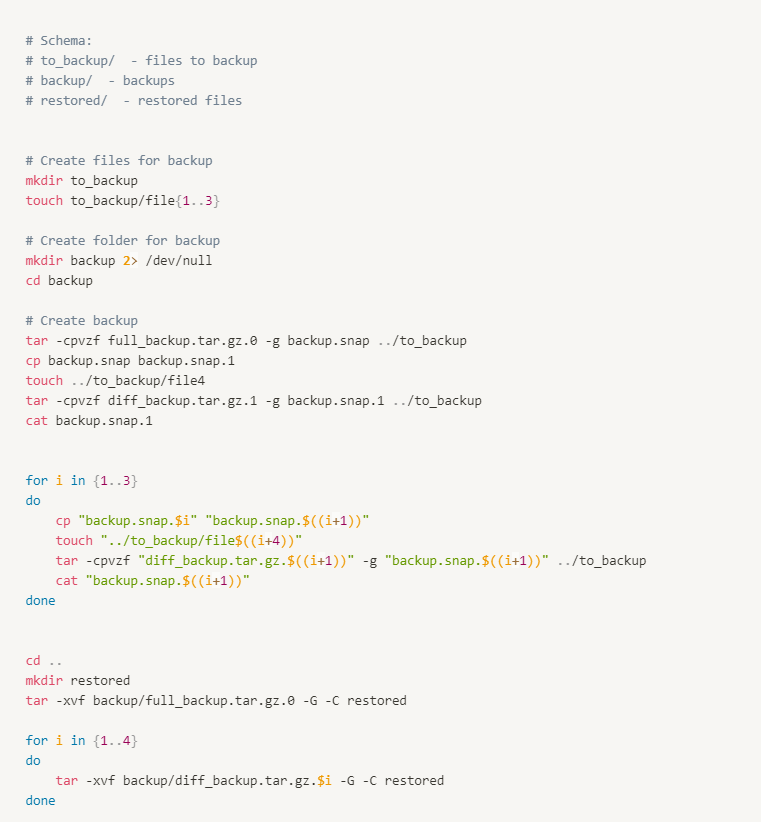 # Schema:
# to_backup/  - files to backup
# backup/  - backups
# restored/  - restored files
# Create files for backup
mkdir to_backup
touch to_backup/file{1..3}
# Create folder for backup
mkdir backup 2> /dev/null
cd backup
# Create backup
tar -cpvzf full_backup.tar.gz.0 -g backup.snap ../to_backup
cp backup.snap backup.snap.1
touch ../to_backup/file4
tar -cpvzf diff_backup.tar.gz.1 -g backup.snap.1 ../to_backup
cat backup.snap.1
for i in {1..3}
do
    cp "backup.snap.$i" "backup.snap.$((i+1))"
    touch "../to_backup/file$((i+4))"
    tar -cpvzf "diff_backup.tar.gz.$((i+1))" -g "backup.snap.$((i+1))" ../to_backup
    cat "backup.snap.$((i+1))"
done
cd ..
mkdir restored
tar -xvf backup/full_backup.tar.gz.0 -G -C restored
for i in {1..4}
do
    tar -xvf backup/diff_backup.tar.gz.$i -G -C restored
done